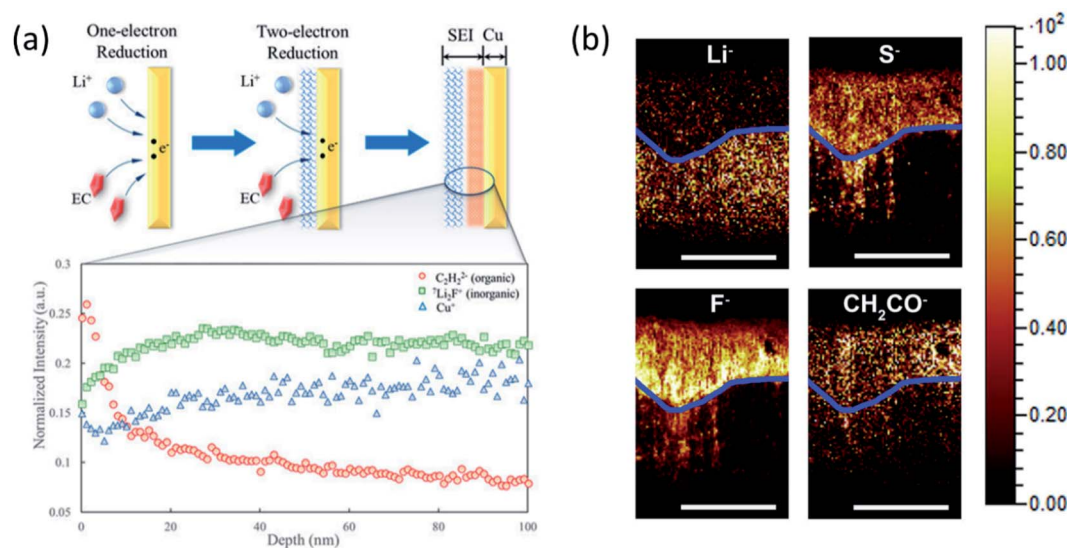 (a)
One-electron
Reduction
Two-electron
Reduction
SEI
Cu
Li⁺
e⁻
EC
Li⁺
e⁻
EC
Normalized Intensity (a.u.)
0.3
0.25
0.2
0.15
0.1
0.05
C₂H₂²⁻ (organic)
⁷Li₂F⁺ (inorganic)
Cu⁺
0 20 40 60 80 100
Depth (nm)
(b)
Li⁻
S⁻
F⁻
CH₂CO⁻
·10²
1.00
0.80
0.60
0.40
0.20
0.00